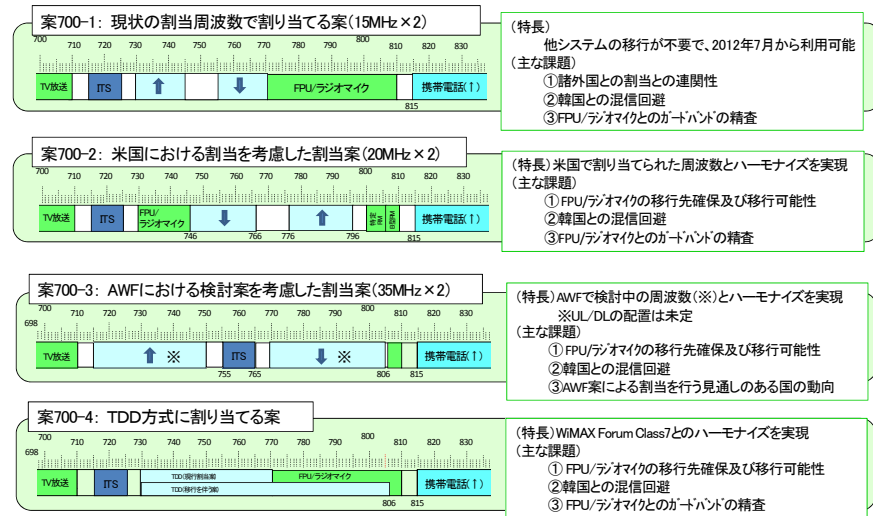 案700-1: 現状の割当周波数で割り当てる案(15MHz×2)
700 710 720 730 740 750 760 770 780 790 800 810 820 830
TV放送 ITS ⬆ ⬇ FPU/ラジオマイク 携帯電話(↑)
815
(特長)
他システムの移行が不要で、2012年7月から利用可能
(主な課題)
①諸外国との割当との連関性
②韓国との混信回避
③FPU/ラジオマイクとのガードバンドの精査
案700-2: 米国における割当を考慮した割当案(20MHz×2)
700 710 720 730 740 750 760 770 780 790 800 810 820 830
TV放送 ITS FPU/ラジオマイク ⬇ ⬆ 特定RM B型RM 携帯電話(↑)
746 766 776 796 815
(特長)米国で割り当てられた周波数とハーモナイズを実現
(主な課題)
①FPU/ラジオマイクの移行先確保及び移行可能性
②韓国との混信回避
③FPU/ラジオマイクとのガードバンドの精査
案700-3: AWFにおける検討案を考慮した割当案(35MHz×2)
698 700 710 720 730 740 750 760 770 780 790 800 810 820 830
TV放送 ⬆ ※ ITS ⬇ ※ 携帯電話(↑)
755 765 806 815
(特長)AWFで検討中の周波数(※)とハーモナイズを実現
※UL/DLの配置は未定
(主な課題)
①FPU/ラジオマイクの移行先確保及び移行可能性
②韓国との混信回避
③AWF案による割当を行う見通しのある国の動向
案700-4: TDD方式に割り当てる案
698 700 710 720 730 740 750 760 770 780 790 800 810 820 830
TV放送 ITS TDD(現行割当案) FPU/ラジオマイク 携帯電話(↑)
TDD(移行を伴う案)
806 815
(特長)WiMAX Forum Class7とのハーモナイズを実現
(主な課題)
①FPU/ラジオマイクの移行先確保及び移行可能性
②韓国との混信回避
③FPU/ラジオマイクとのガードバンドの精査